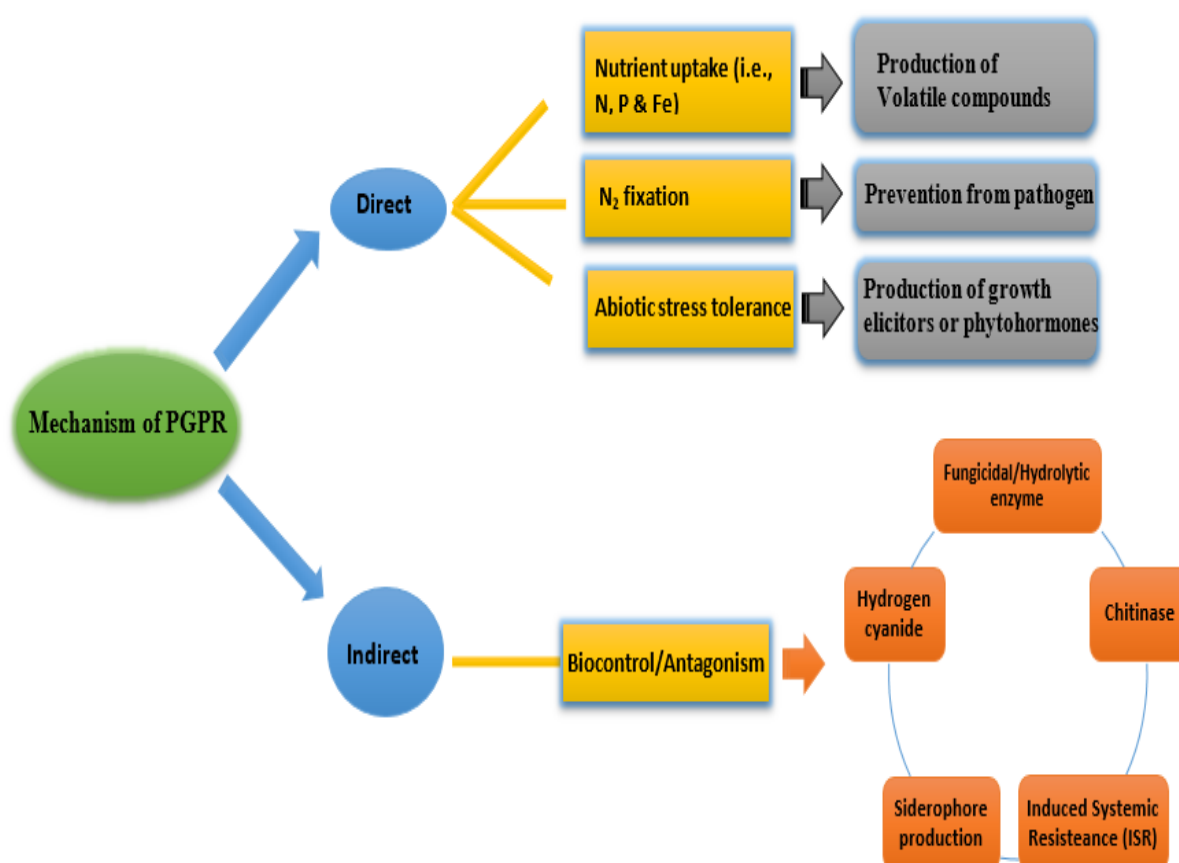 Nutrient uptake (i.e.,
N, P & Fe)
Production of
Volatile compounds
Direct
N₂ fixation
Prevention from pathogen
Abiotic stress tolerance
Production of growth
elicitors or phytohormones
Mechanism of PGPR
Indirect
Biocontrol/Antagonism
Fungicidal/Hydrolytic
enzyme
Hydrogen
cyanide
Chitinase
Siderophore
production
Induced Systemic
Resisteance (ISR)